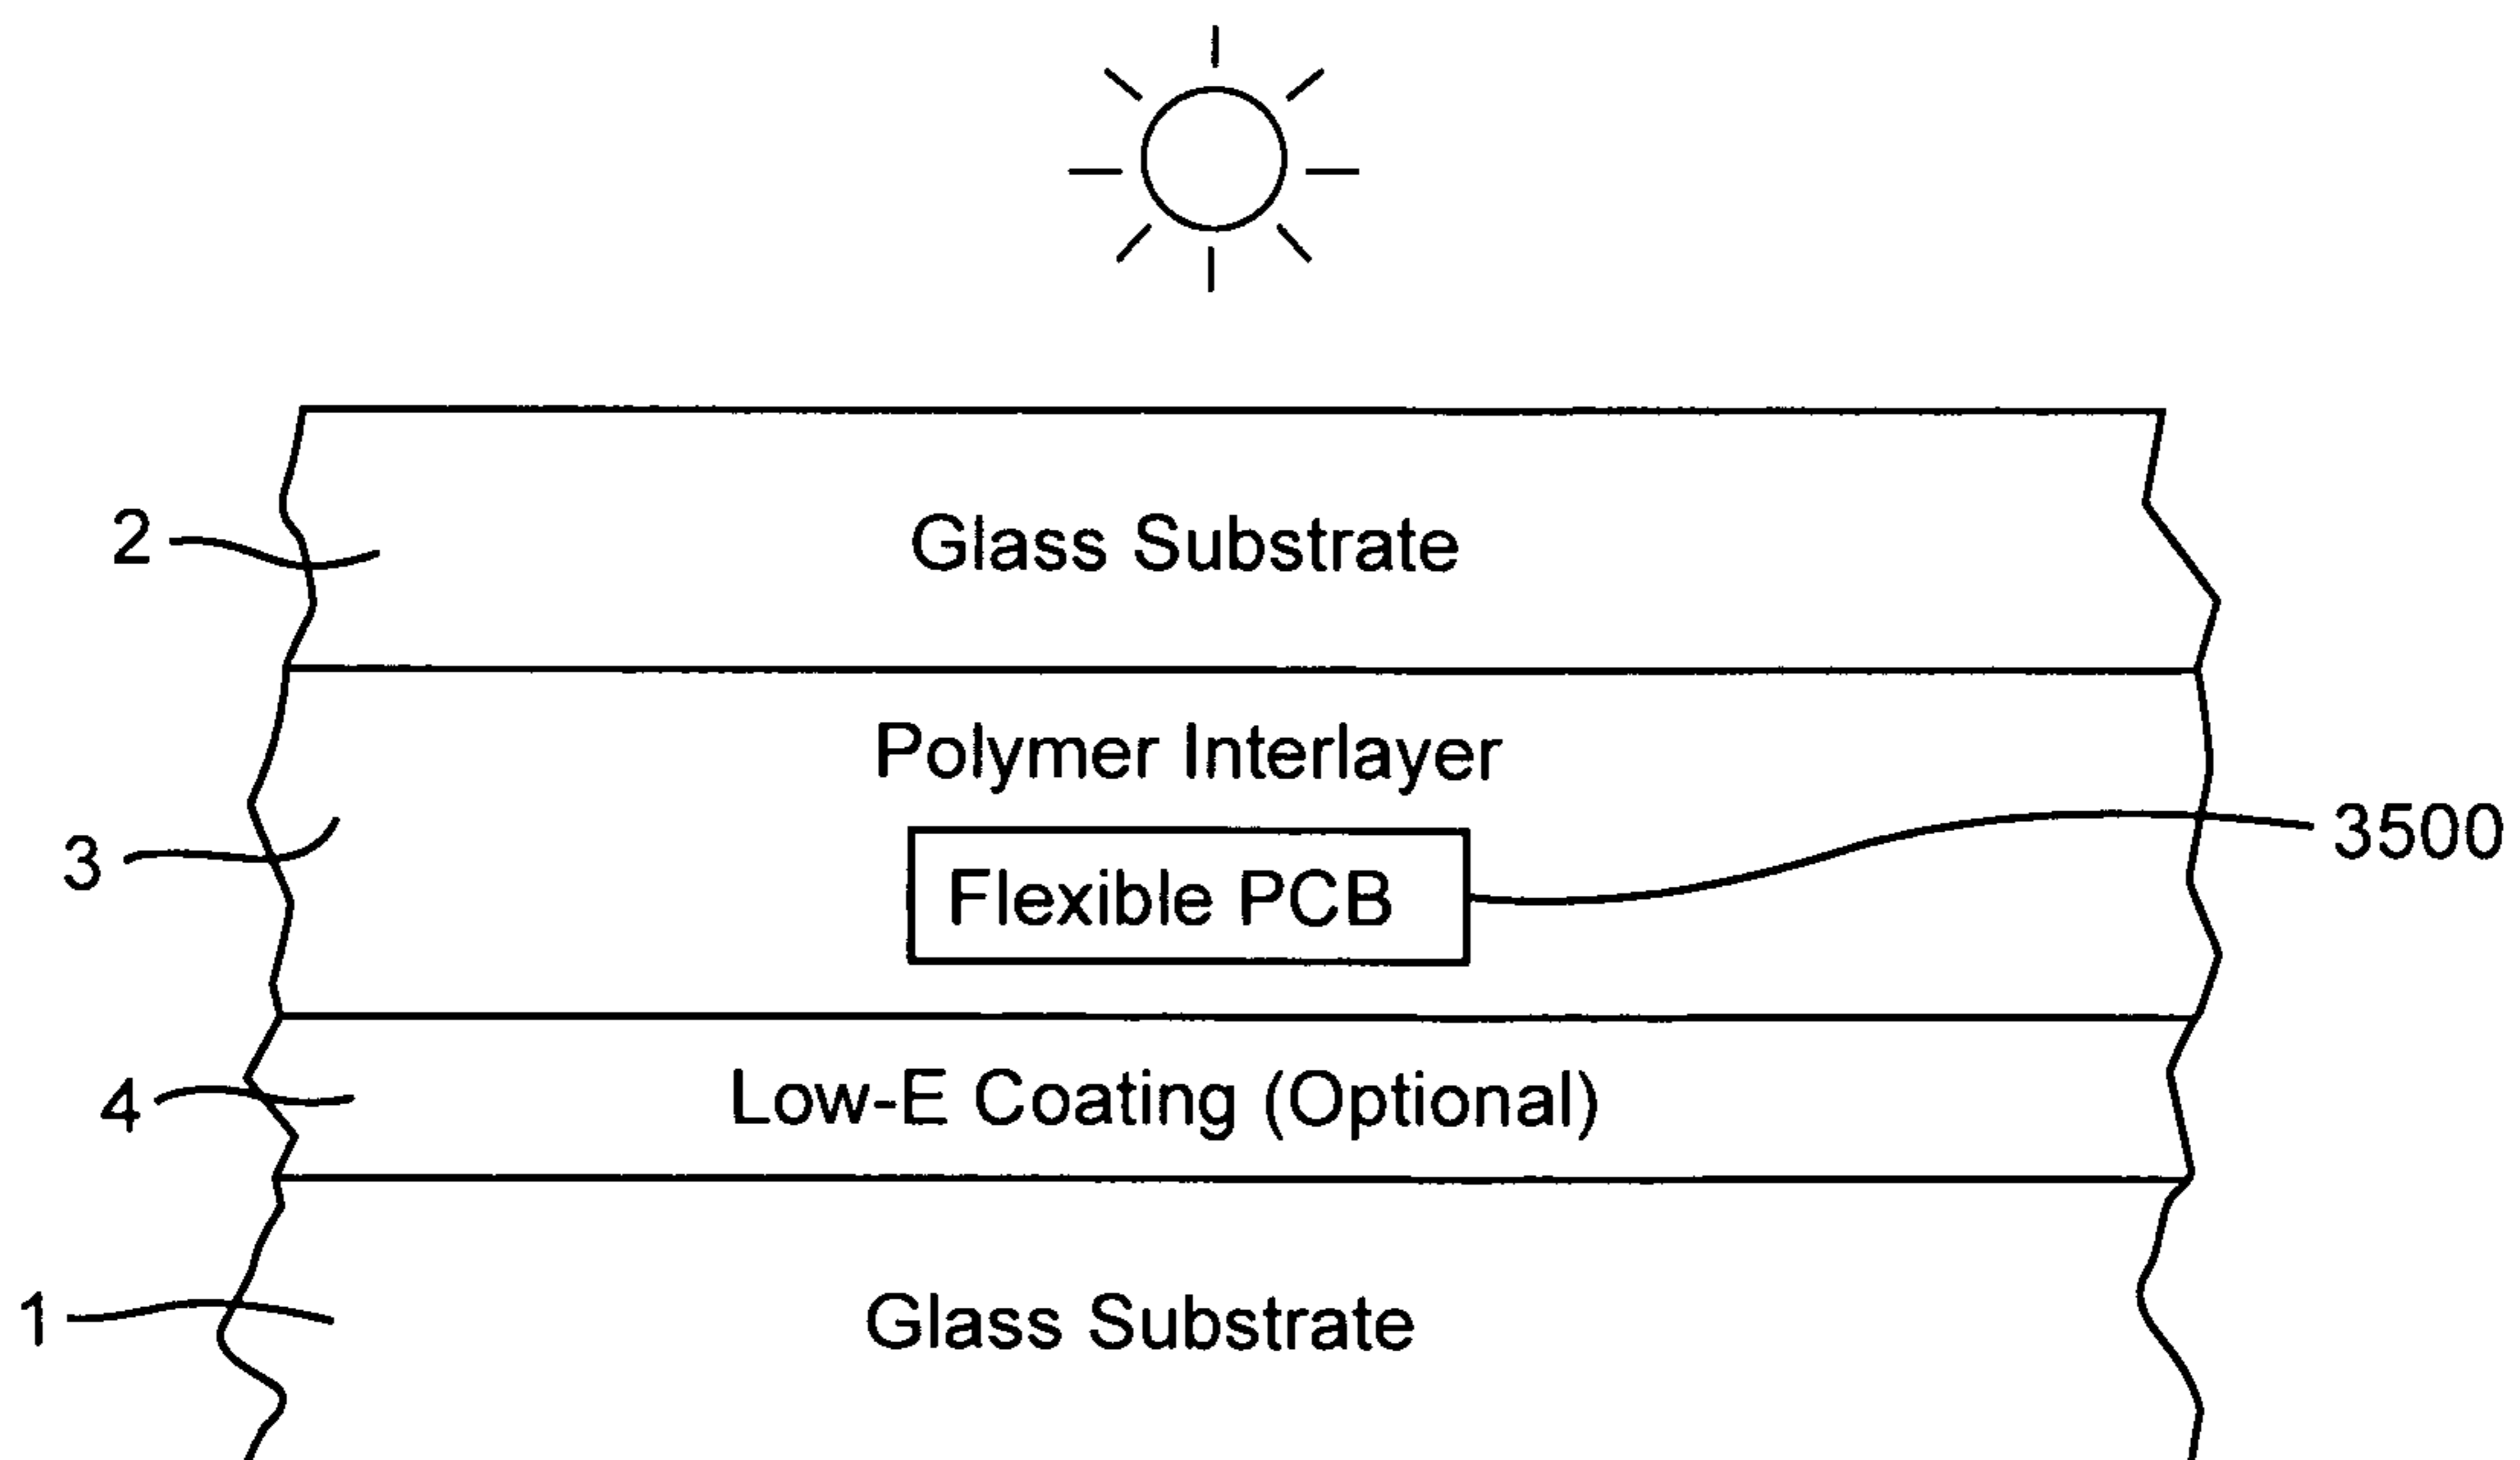 2
Glass Substrate
Polymer Interlayer
3
Flexible PCB
3500
4
Low-E Coating (Optional)
1
Glass Substrate